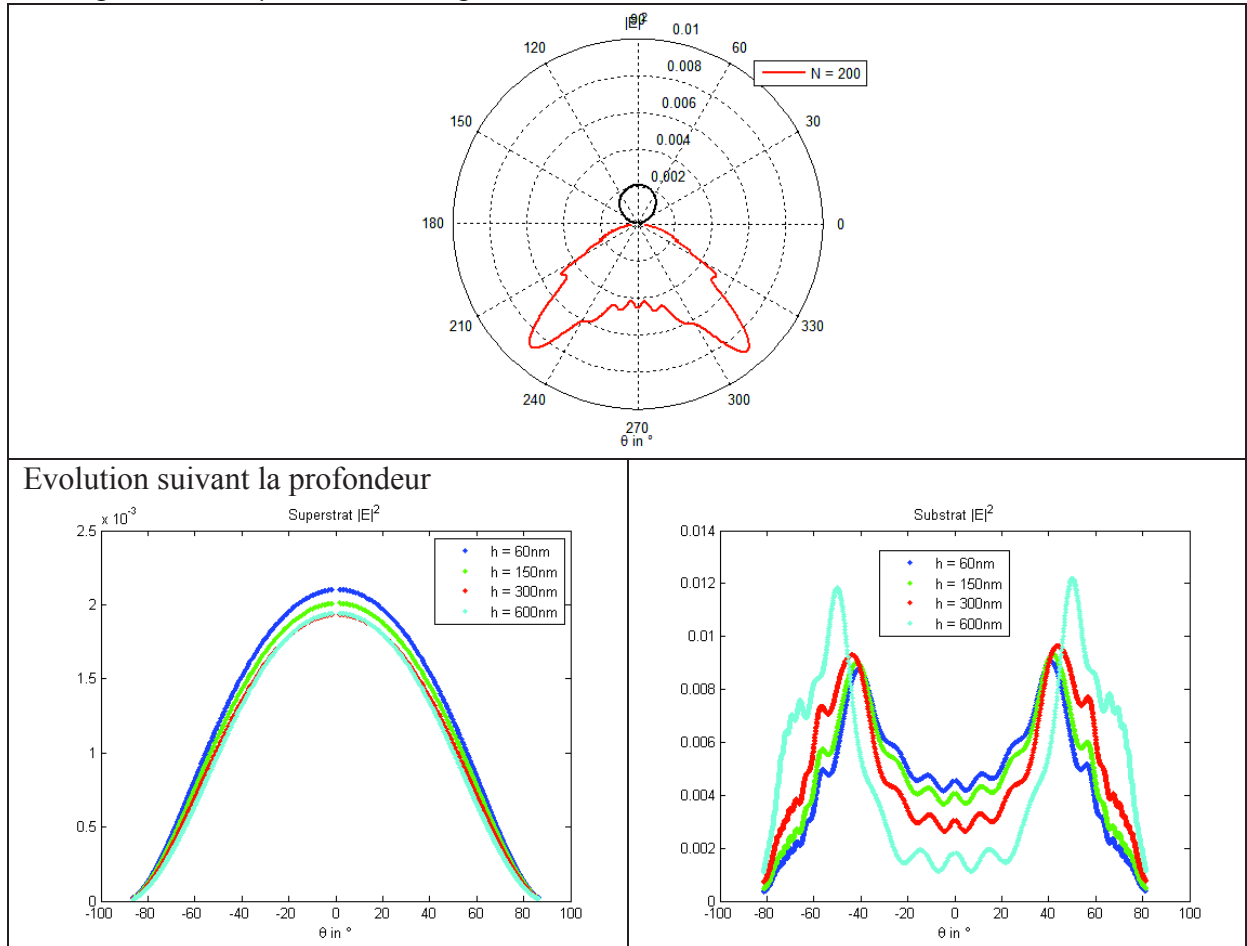 |E|²
90
0.01
120
60
0.008
N = 200
0.006
150
30
0.004
0.002
180
0
210
330
240
300
270
θ in °
Evolution suivant la profondeur
x 10⁻³
Superstrat |E|²
2.5
h = 60nm
h = 150nm
h = 300nm
h = 600nm
2
1.5
1
0.5
0
-100 -80 -60 -40 -20 0 20 40 60 80 100
θ in °
Substrat |E|²
0.014
h = 60nm
h = 150nm
h = 300nm
h = 600nm
0.012
0.01
0.008
0.006
0.004
0.002
0
-100 -80 -60 -40 -20 0 20 40 60 80 100
θ in °